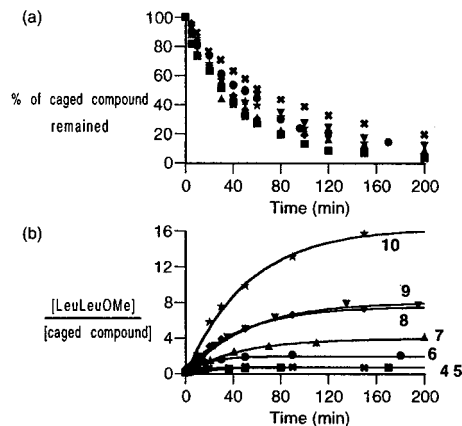 (a)
100
80
60
40
20
0
% of caged compound
remained
0 40 80 120 160 200
Time (min)
(b)
16
12
8
4
0
[LeuLeuOMe]
[caged compound]
10
9
8
7
6
4 5
0 40 80 120 160 200
Time (min)